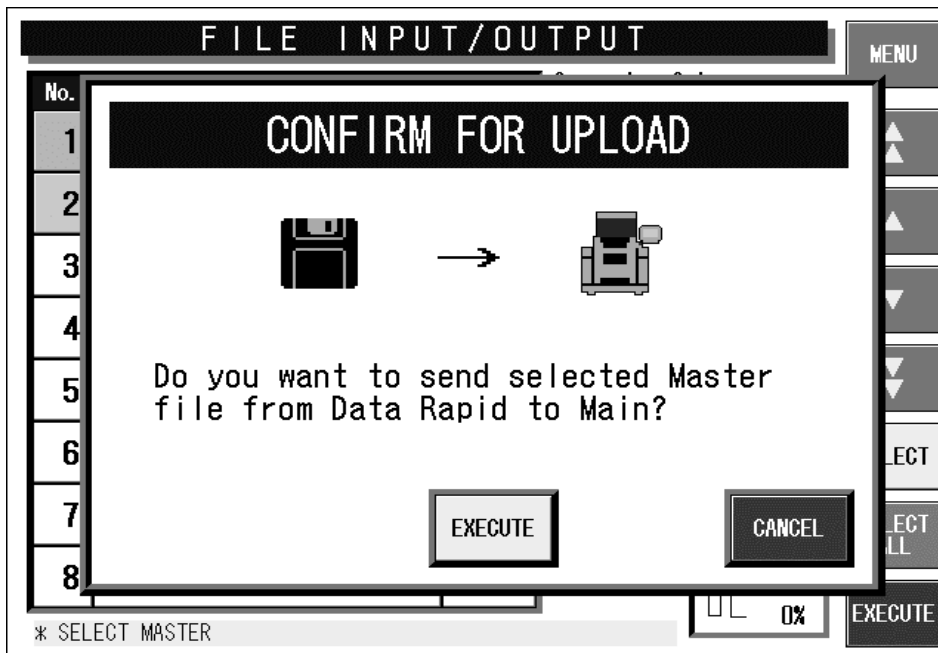 FILE INPUT/OUTPUT
MENU
No.
CONFIRM FOR UPLOAD
1
2
3
4
Do you want to send selected Master
file from Data Rapid to Main?
5
6
7
EXECUTE
CANCEL
8
0%
EXECUTE
* SELECT MASTER